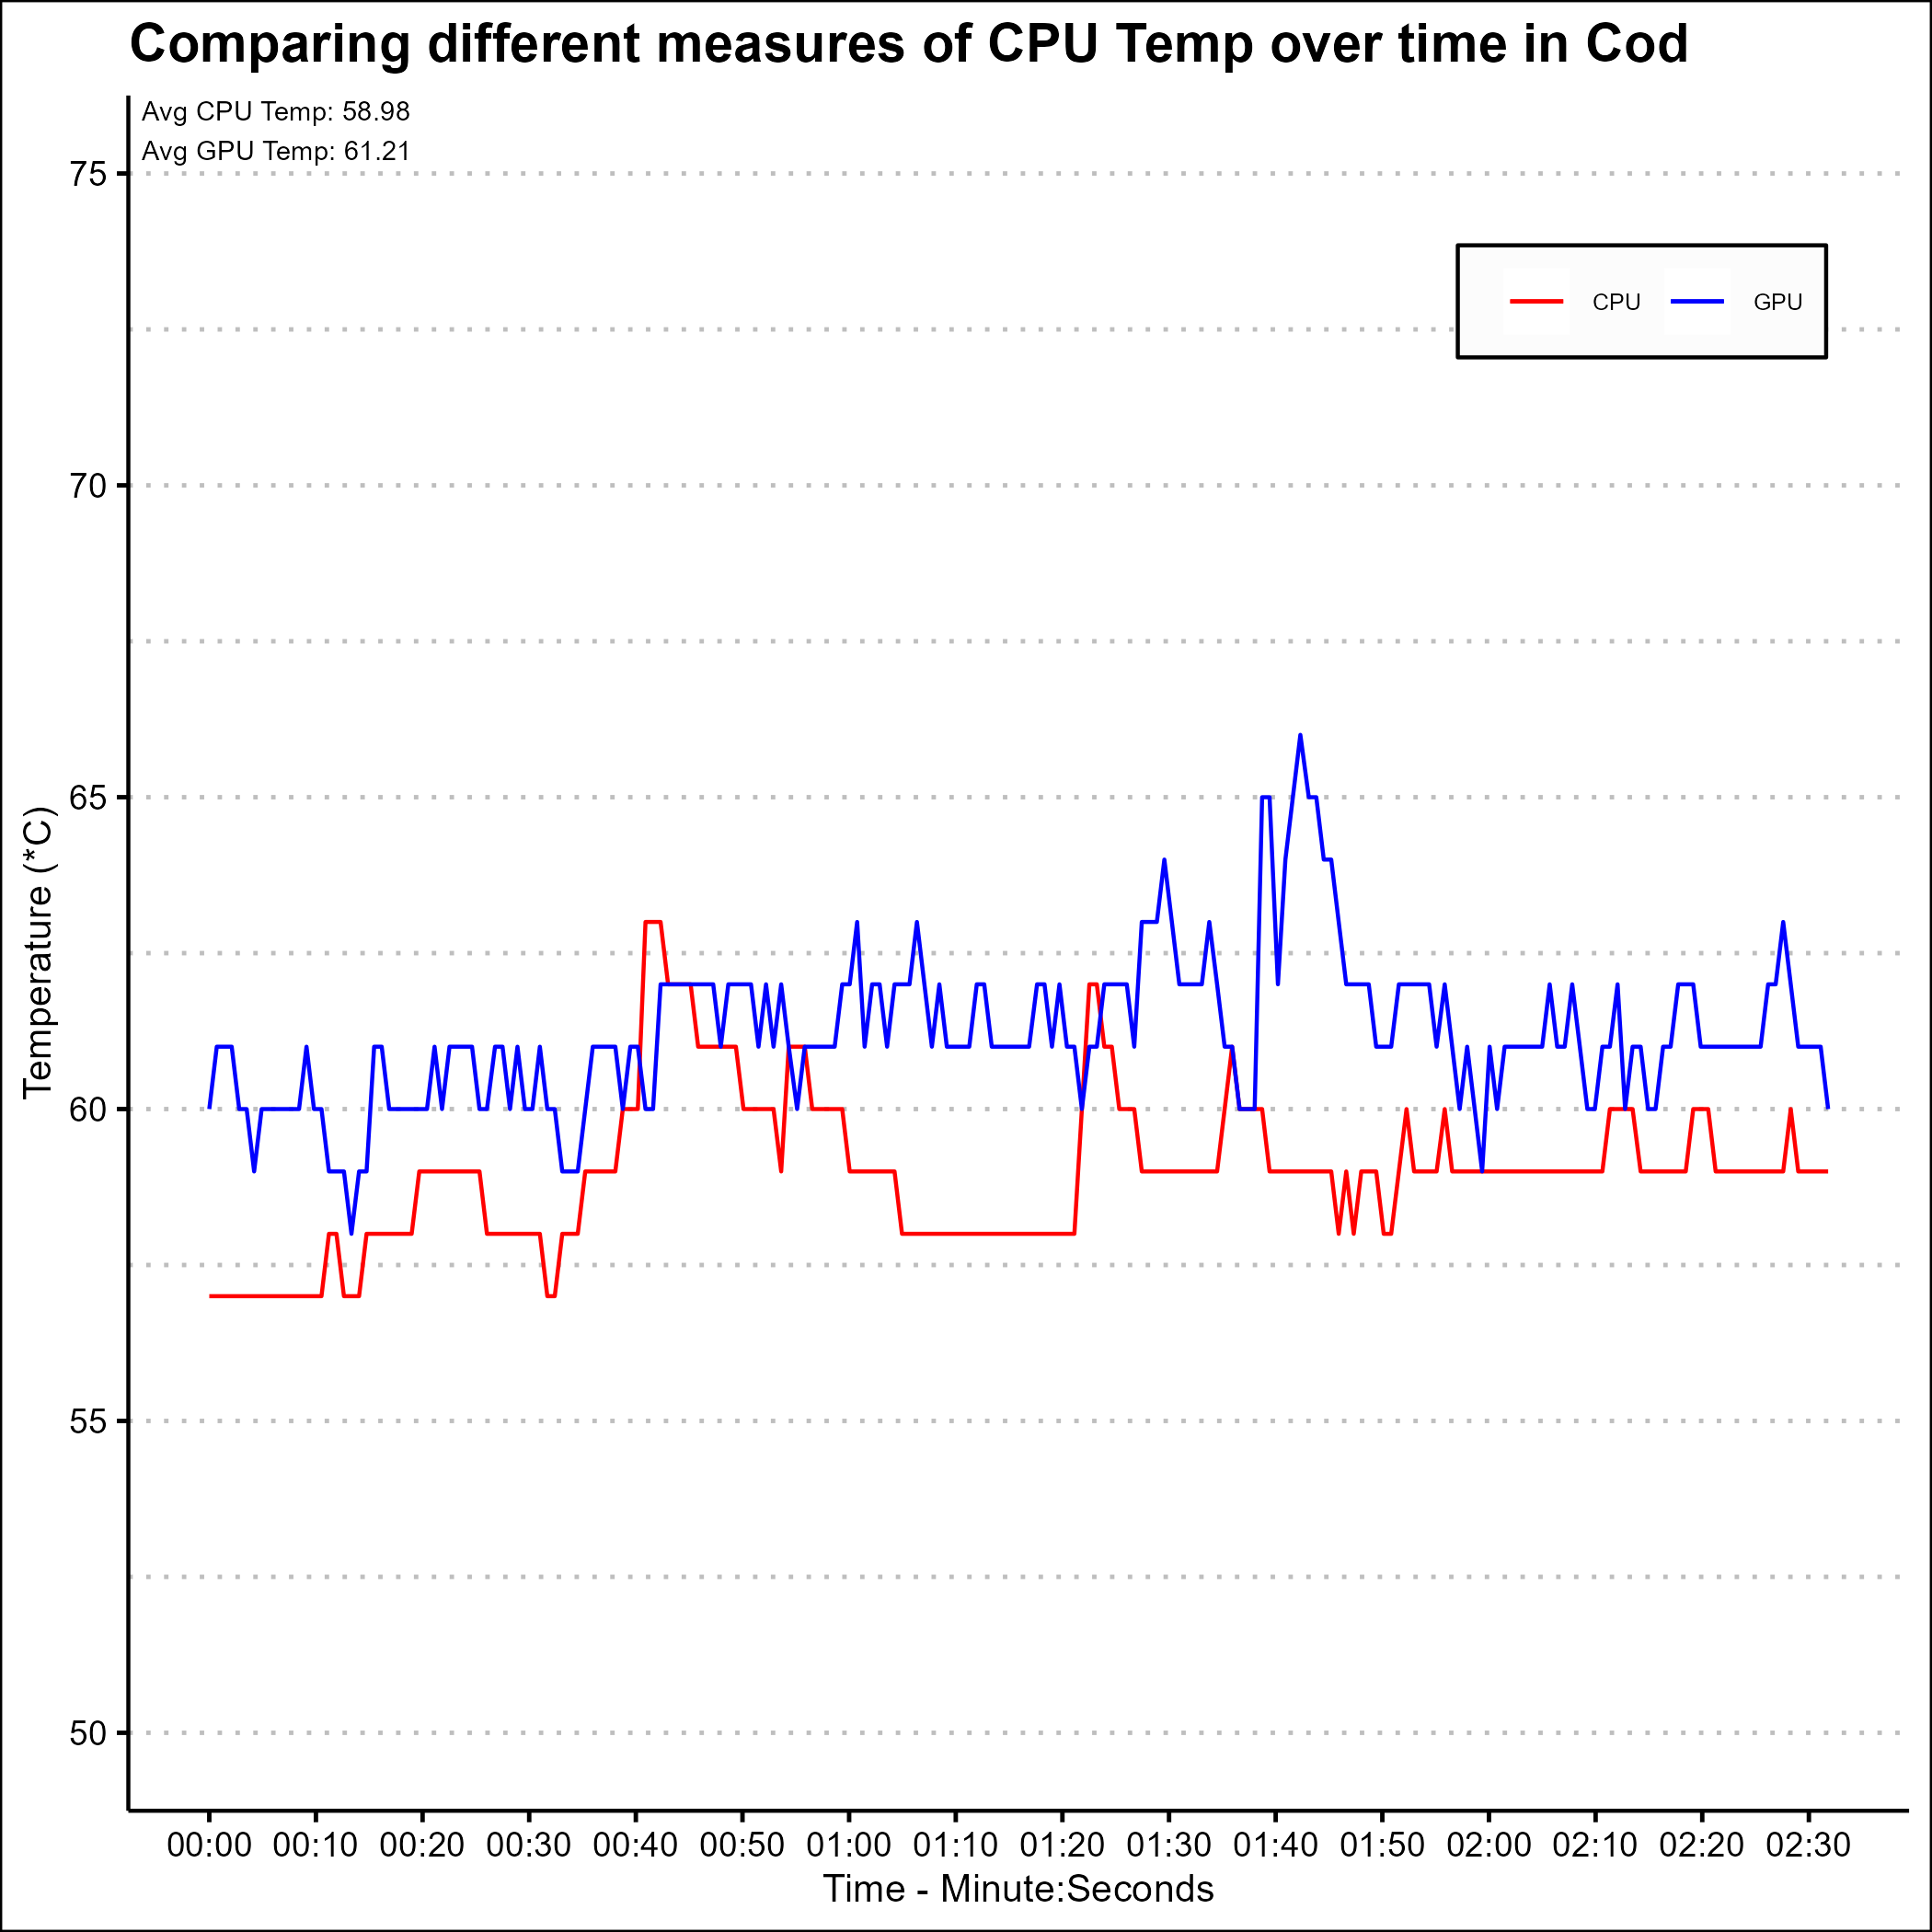 Comparing different measures of CPU Temp over time in Cod
Avg CPU Temp: 58.98
Avg GPU Temp: 61.21
75
CPU GPU
70
65
Temperature (*C)
60
55
50
00:00 00:10 00:20 00:30 00:40 00:50 01:00 01:10 01:20 01:30 01:40 01:50 02:00 02:10 02:20 02:30
Time - Minute:Seconds